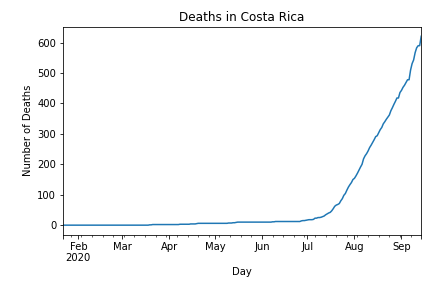 Deaths in Costa Rica
Number of Deaths
600
500
400
300
200
100
0
Feb Mar Apr May Jun Jul Aug Sep
2020
Day